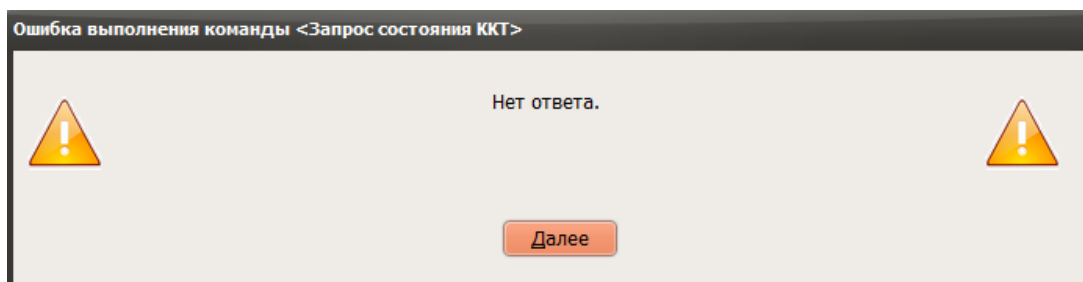 Ошибка выполнения команды <Запрос состояния ККТ>
Нет ответа.
Далее